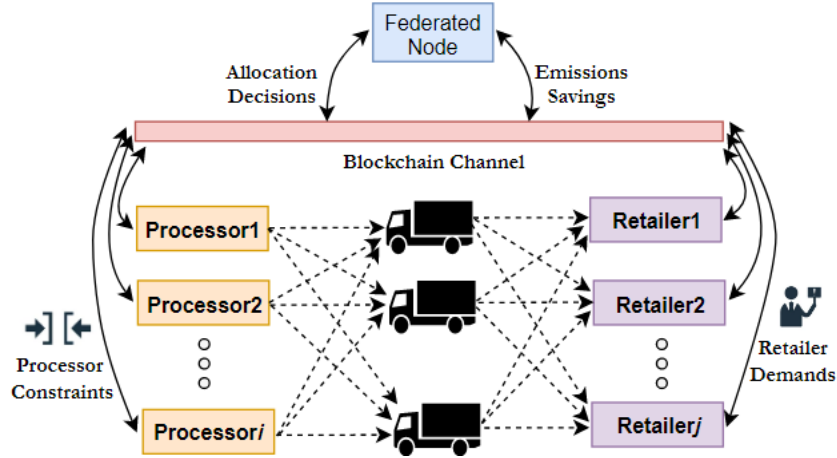 Federated
Node
Allocation
Decisions
Emissions
Savings
Blockchain Channel
Processor1
Retailer1
Processor2
Retailer2
Processor
Constraints
Retailer
Demands
Processori
Retailerj